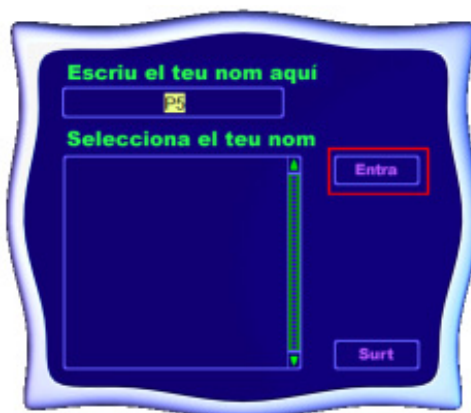 Escriu el teu nom aquí
P5
Selecciona el teu nom
Entra
Surt